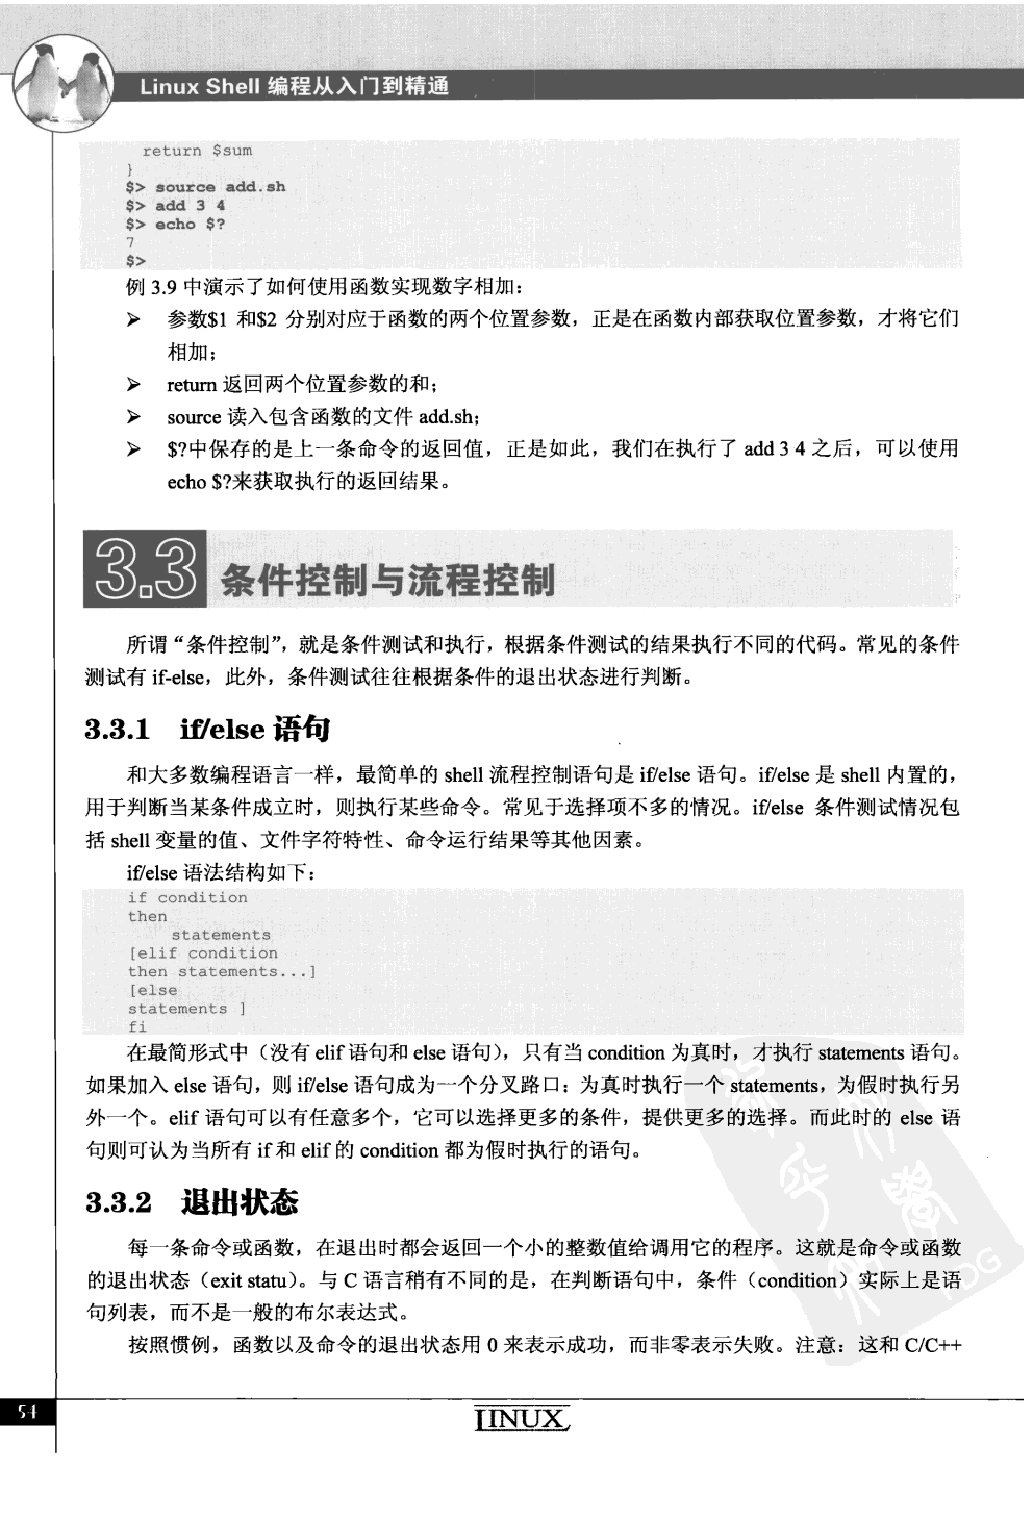 Linux Shell 编程从入门到精通
return $sum
}
$> source add.sh
$> add 3 4
$> echo $?
7
$>
例 3.9 中演示了如何使用函数实现数字相加：
➢ 参数$1 和$2 分别对应于函数的两个位置参数，正是在函数内部获取位置参数，才将它们
相加；
➢ return 返回两个位置参数的和；
➢ source 读入包含函数的文件 add.sh;
➢ $?中保存的是上一条命令的返回值，正是如此，我们在执行了 add 3 4 之后，可以使用
echo $?来获取执行的返回结果。
3.3 条件控制与流程控制
所谓“条件控制”，就是条件测试和执行，根据条件测试的结果执行不同的代码。常见的条件
测试有 if-else，此外，条件测试往往根据条件的退出状态进行判断。
3.3.1 if/else 语句
和大多数编程语言一样，最简单的 shell 流程控制语句是 if/else 语句。if/else 是 shell 内置的，
用于判断当某条件成立时，则执行某些命令。常见于选择项不多的情况。if/else 条件测试情况包
括 shell 变量的值、文件字符特性、命令运行结果等其他因素。
if/else 语法结构如下：
if condition
then
statements
[elif condition
then statements...]
[else
statements ]
fi
在最简形式中（没有 elif 语句和 else 语句），只有当 condition 为真时，才执行 statements 语句。
如果加入 else 语句，则 if/else 语句成为一个分叉路口：为真时执行一个 statements，为假时执行另
外一个。elif 语句可以有任意多个，它可以选择更多的条件，提供更多的选择。而此时的 else 语
句则可认为当所有 if 和 elif 的 condition 都为假时执行的语句。
3.3.2 退出状态
每一条命令或函数，在退出时都会返回一个小的整数值给调用它的程序。这就是命令或函数
的退出状态（exit statu）。与 C 语言稍有不同的是，在判断语句中，条件（condition）实际上是语
句列表，而不是一般的布尔表达式。
按照惯例，函数以及命令的退出状态用 0 来表示成功，而非零表示失败。注意：这和 C/C++
54
LINUX